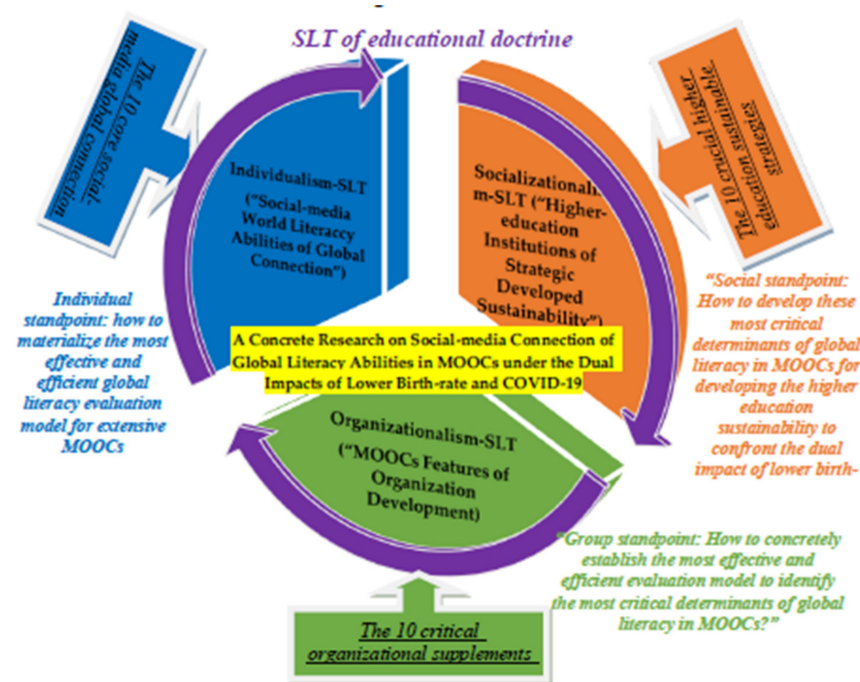 SLT of educational doctrine
The 10 core social-
media global connection
The 10 crucial higher
education sustainable
strategies
Individualism-SLT
("Social-media
World Literaccy
Abilities of Global
Connection")
Socializationali
m-SLT ("Higher-
education
Institutions of
Strategic
Developed
Sustainability")
Individual
standpoint: how to
materialize the most
effective and
efficient global
literacy evaluation
model for extensive
MOOCs
"Social standpoint:
How to develop these
most critical
determinants of global
literacy in MOOCs for
developing the higher
education
sustainability to
confront the dual
impact of lower birth-
A Concrete Research on Social-media Connection of
Global Literacy Abilities in MOOCs under the Dual
Impacts of Lower Birth-rate and COVID-19
Organizationalism-SLT
("MOOCs Features of
Organization
Development)
"Group standpoint: How to concretely
establish the most effective and
efficient evaluation model to identify
the most critical determinants of global
literacy in MOOCs?"
The 10 critical
organizational supplements